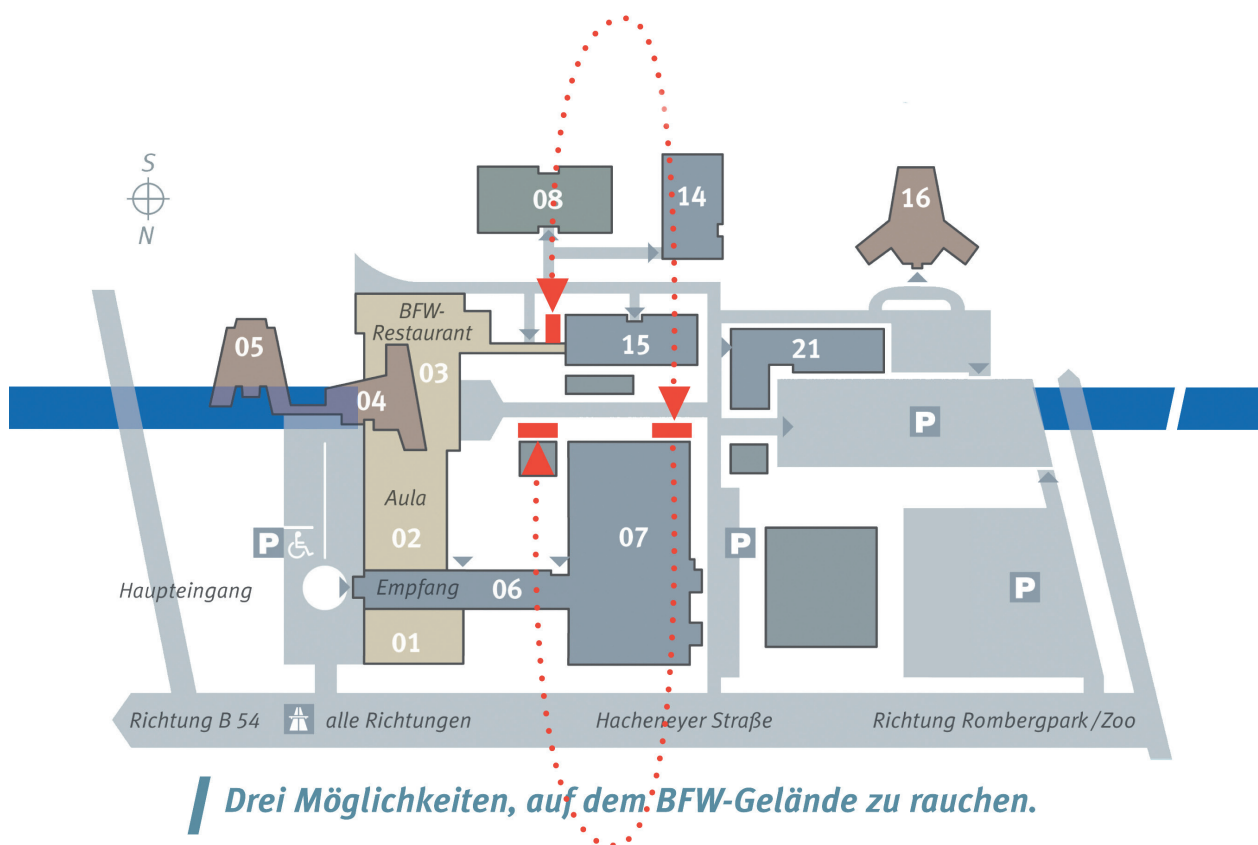 S
N
08
14
16
BFW-
Restaurant
05
15
21
03
04
P
Aula
02
07
P
P
Haupteingang
Empfang
06
P
01
Richtung B 54
alle Richtungen
Hacheneyer Straße
Richtung Rombergpark/Zoo
Drei Möglichkeiten, auf dem BFW-Gelände zu rauchen.